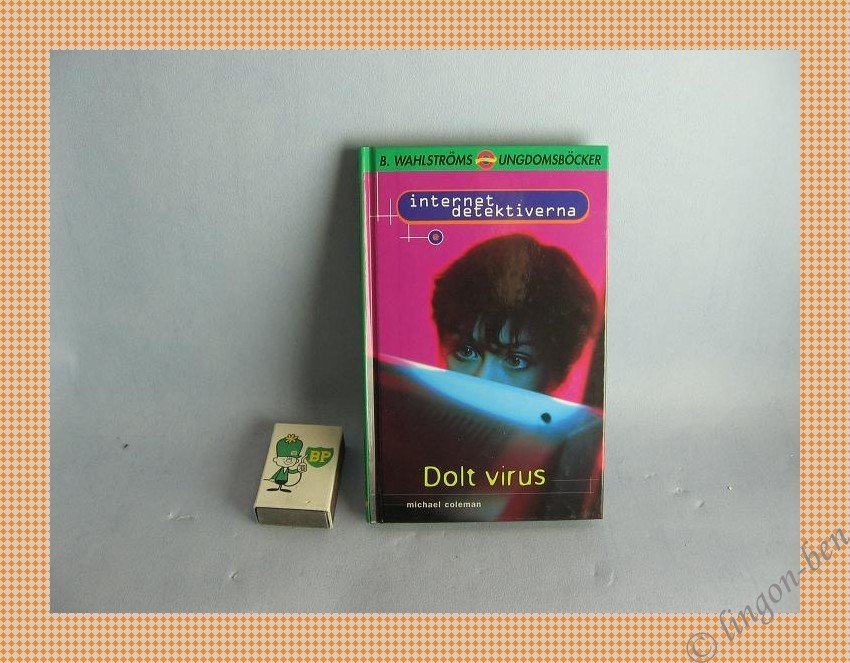 B. WAHLSTRÖMS UNGDOMSBÖCKER
internet
detektiverna
Dolt virus
michael coleman
BP
© lingon-ben